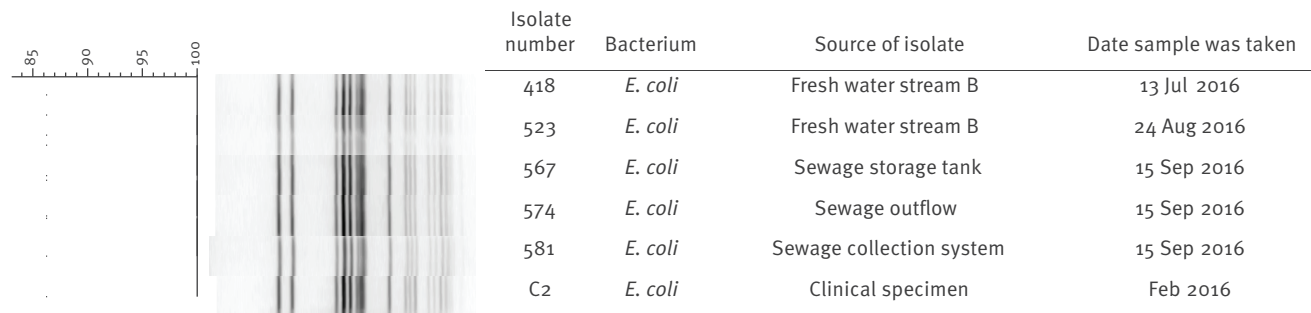 85 90 95 100
Isolate number Bacterium Source of isolate Date sample was taken
418 E. coli Fresh water stream B 13 Jul 2016
523 E. coli Fresh water stream B 24 Aug 2016
567 E. coli Sewage storage tank 15 Sep 2016
574 E. coli Sewage outflow 15 Sep 2016
581 E. coli Sewage collection system 15 Sep 2016
C2 E. coli Clinical specimen Feb 2016